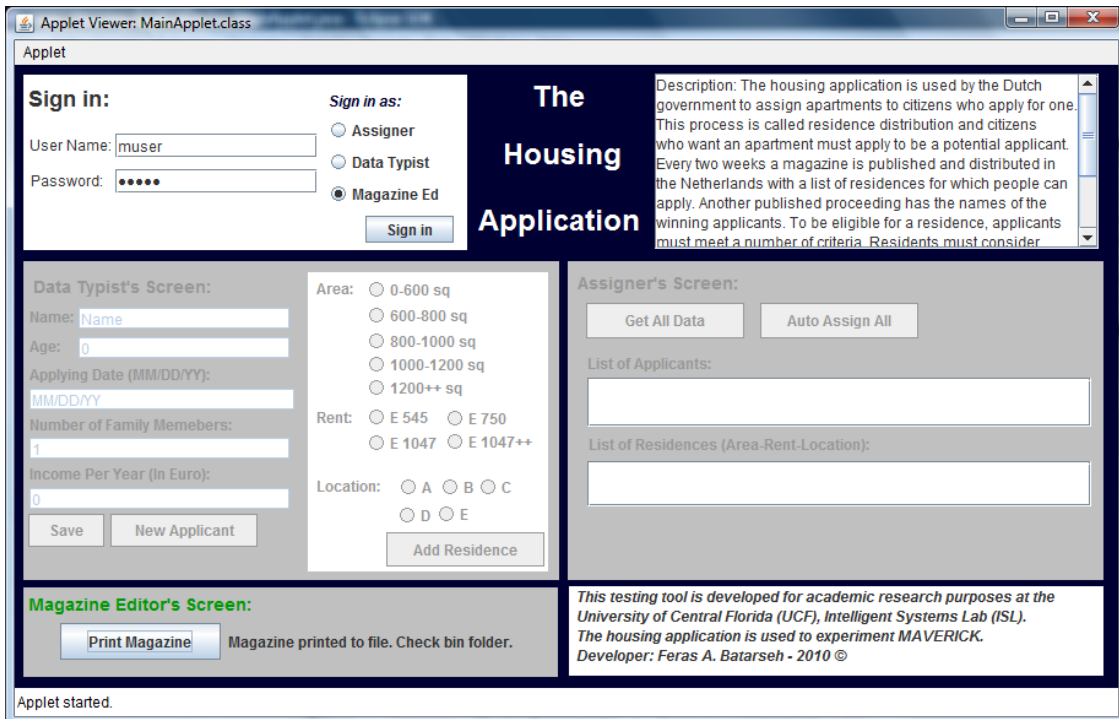 Applet Viewer: MainApplet.class
Applet
Sign in:
Sign in as:
User Name: muser
Password: •••••
Assigner
Data Typist
Magazine Ed
Sign in
The
Housing
Application
Description: The housing application is used by the Dutch
government to assign apartments to citizens who apply for one.
This process is called residence distribution and citizens
who want an apartment must apply to be a potential applicant.
Every two weeks a magazine is published and distributed in
the Netherlands with a list of residences for which people can
apply. Another published proceeding has the names of the
winning applicants. To be eligible for a residence, applicants
must meet a number of criteria. Residents must consider
Data Typist's Screen:
Name: Name
Age: 0
Applying Date (MM/DD/YY):
MM/DD/YY
Number of Family Memebers:
1
Income Per Year (In Euro):
0
Save New Applicant
Area: 0-600 sq
600-800 sq
800-1000 sq
1000-1200 sq
1200++ sq
Rent: E 545 E 750
E 1047 E 1047++
Location: A B C
D E
Add Residence
Assigner's Screen:
Get All Data Auto Assign All
List of Applicants:
List of Residences (Area-Rent-Location):
Magazine Editor's Screen:
Print Magazine Magazine printed to file. Check bin folder.
This testing tool is developed for academic research purposes at the
University of Central Florida (UCF), Intelligent Systems Lab (ISL).
The housing application is used to experiment MAVERICK.
Developer: Feras A. Batarseh - 2010 ©
Applet started.